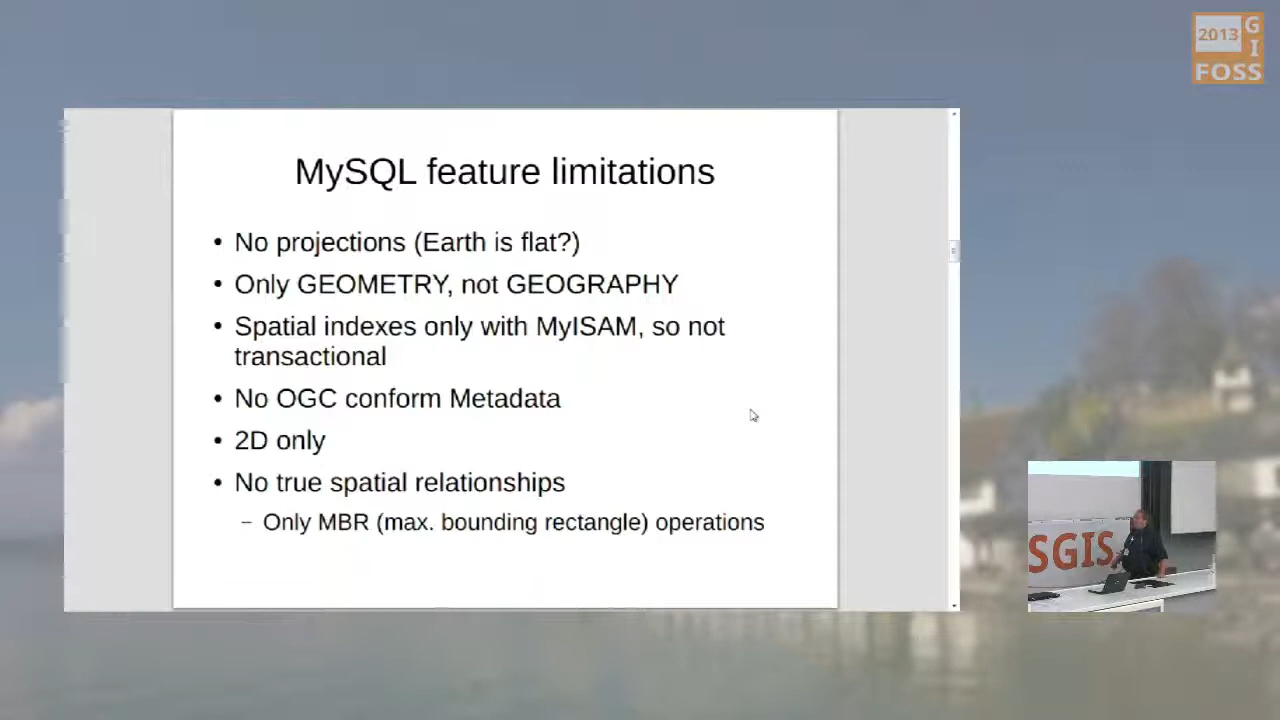 2013
G
I
FOSS
MySQL feature limitations
• No projections (Earth is flat?)
• Only GEOMETRY, not GEOGRAPHY
• Spatial indexes only with MyISAM, so not
transactional
• No OGC conform Metadata
• 2D only
• No true spatial relationships
– Only MBR (max. bounding rectangle) operations
SGIS